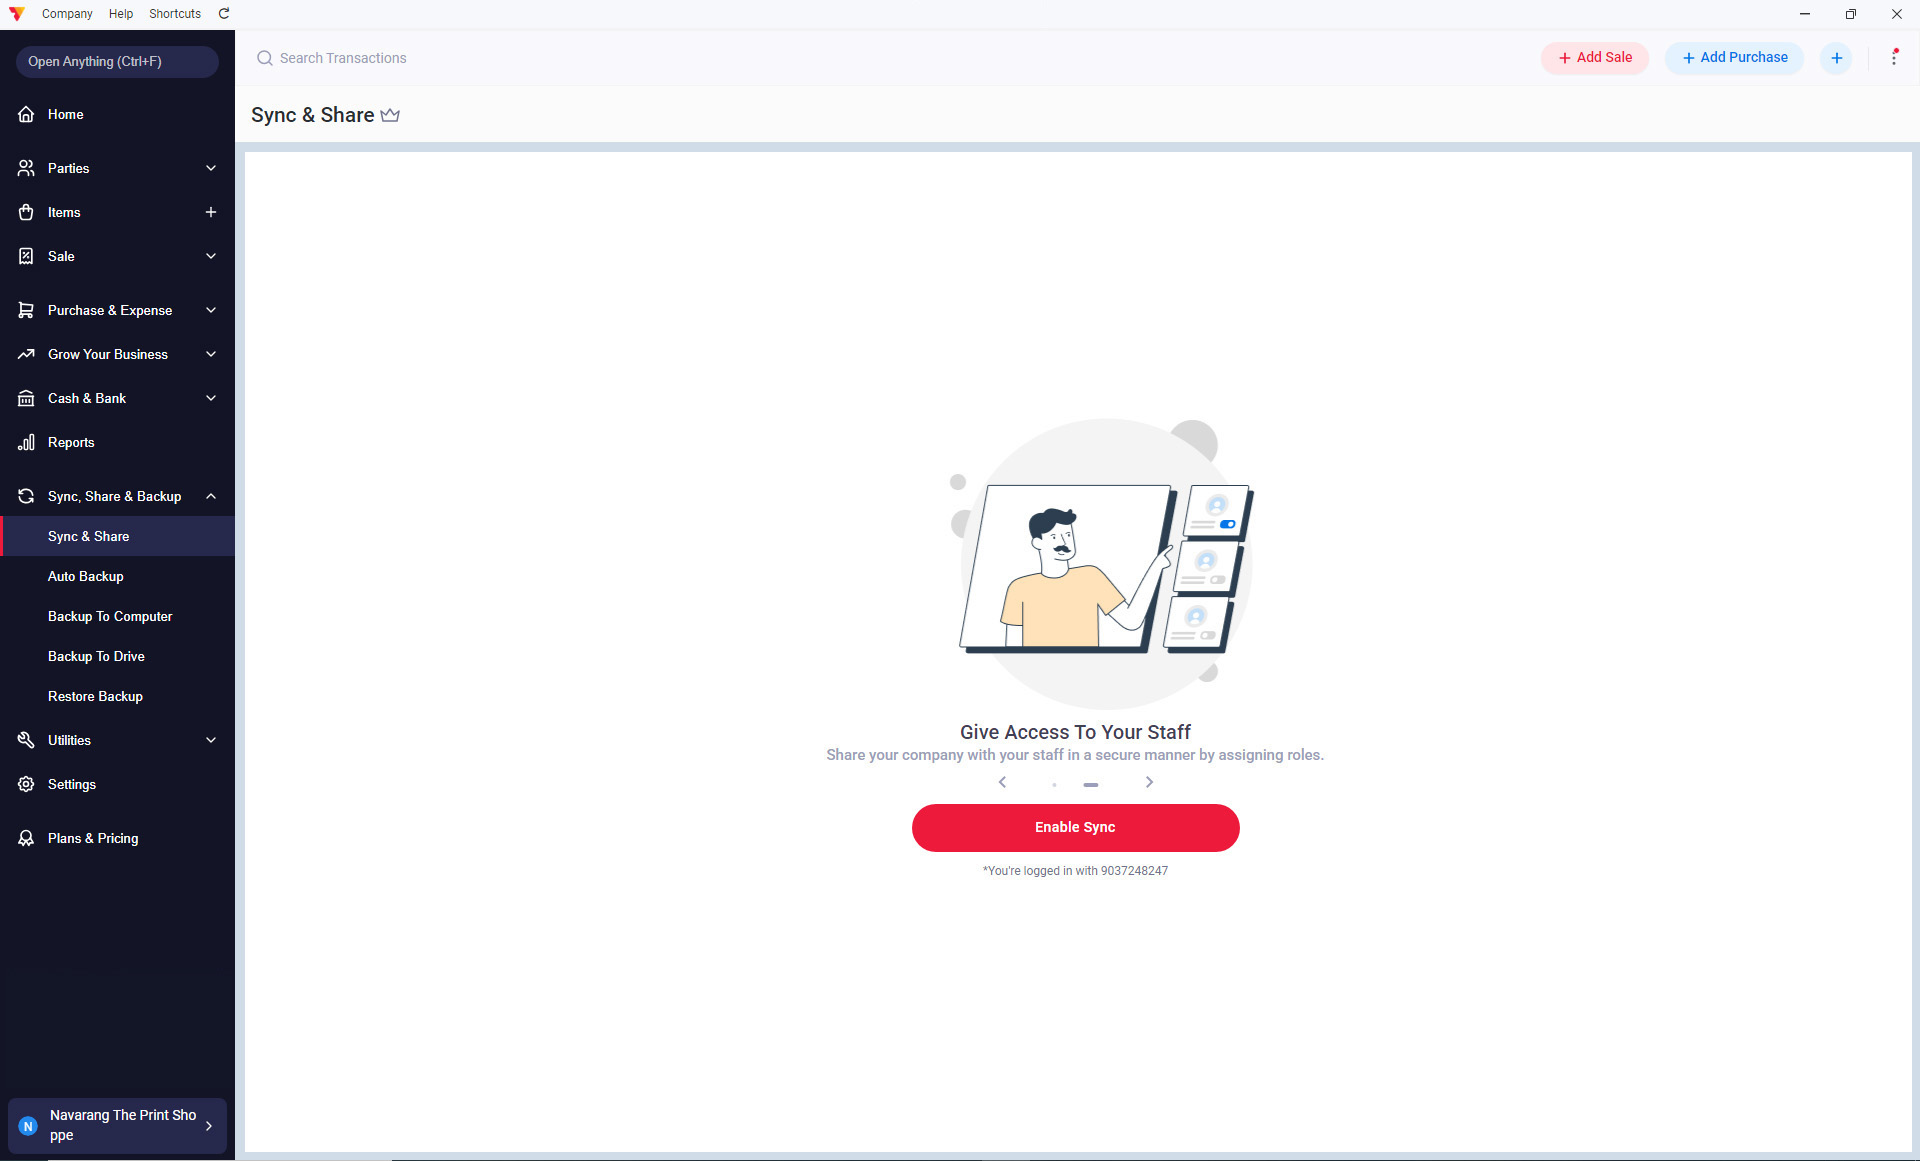 Company Help Shortcuts
Open Anything (Ctrl+F)
Search Transactions
Add Sale
Add Purchase
Sync & Share
Home
Parties
Items
Sale
Purchase & Expense
Grow Your Business
Cash & Bank
Reports
Sync, Share & Backup
Sync & Share
Auto Backup
Backup To Computer
Backup To Drive
Restore Backup
Utilities
Settings
Plans & Pricing
Give Access To Your Staff
Share your company with your staff in a secure manner by assigning roles.
Enable Sync
*You're logged in with 9037248247
N
Navarang The Print Sho
ppe